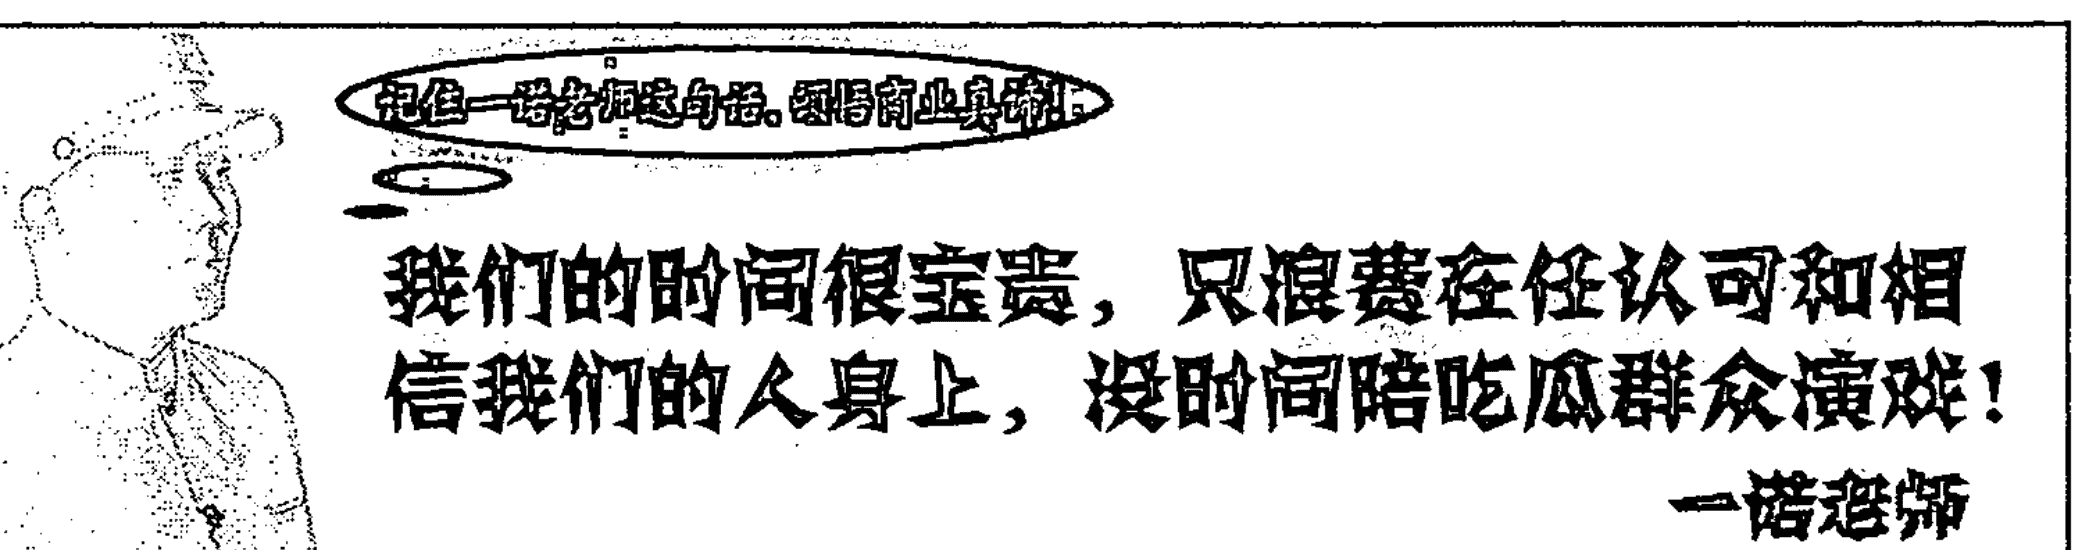 记住一诺老师这句话,领悟商业真谛!
我们的时间很宝贵，只浪费在任认可和相
信我们的人身上，没时间陪吃瓜群众演戏！
一诺老师